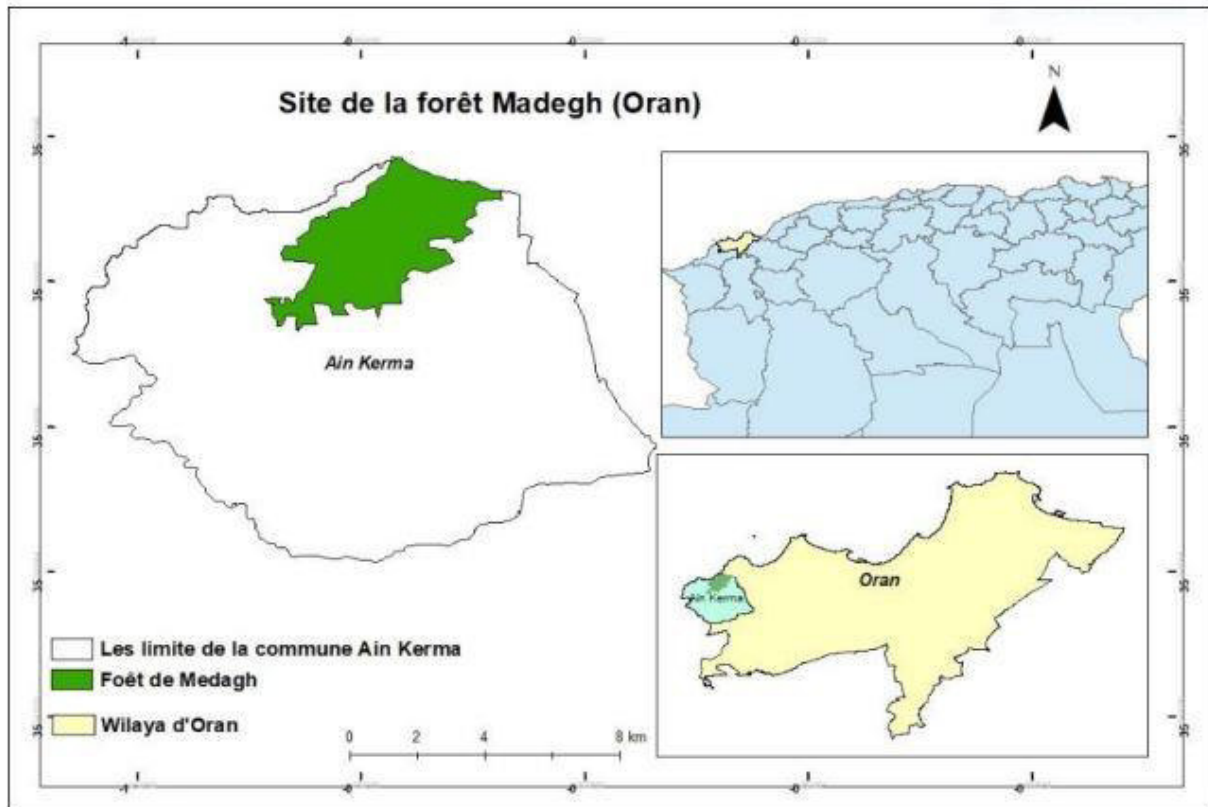 Site de la forêt Madegh (Oran)
N
Ain Kerma
Oran
Ain Kerma
Les limite de la commune Ain Kerma
Foêt de Medagh
Wilaya d'Oran
0 2 4 8 km